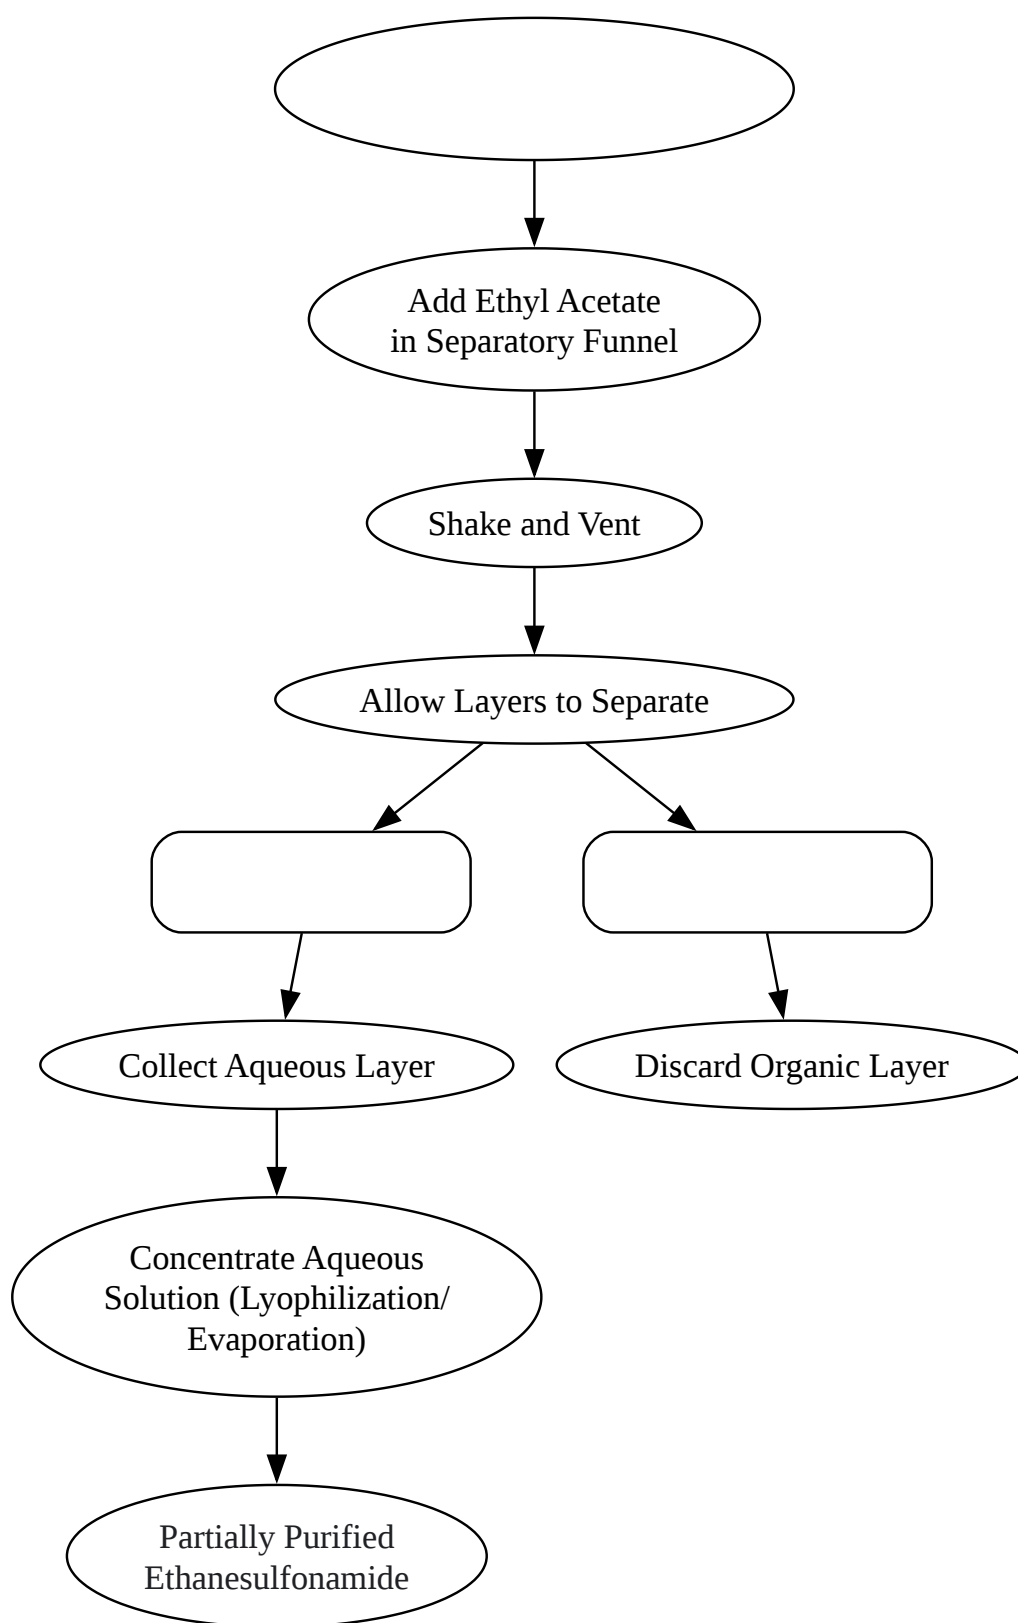 Add Ethyl Acetate
in Separatory Funnel
Shake and Vent
Allow Layers to Separate
Collect Aqueous Layer
Discard Organic Layer
Concentrate Aqueous
Solution (Lyophilization/
Evaporation)
Partially Purified
Ethanesulfonamide